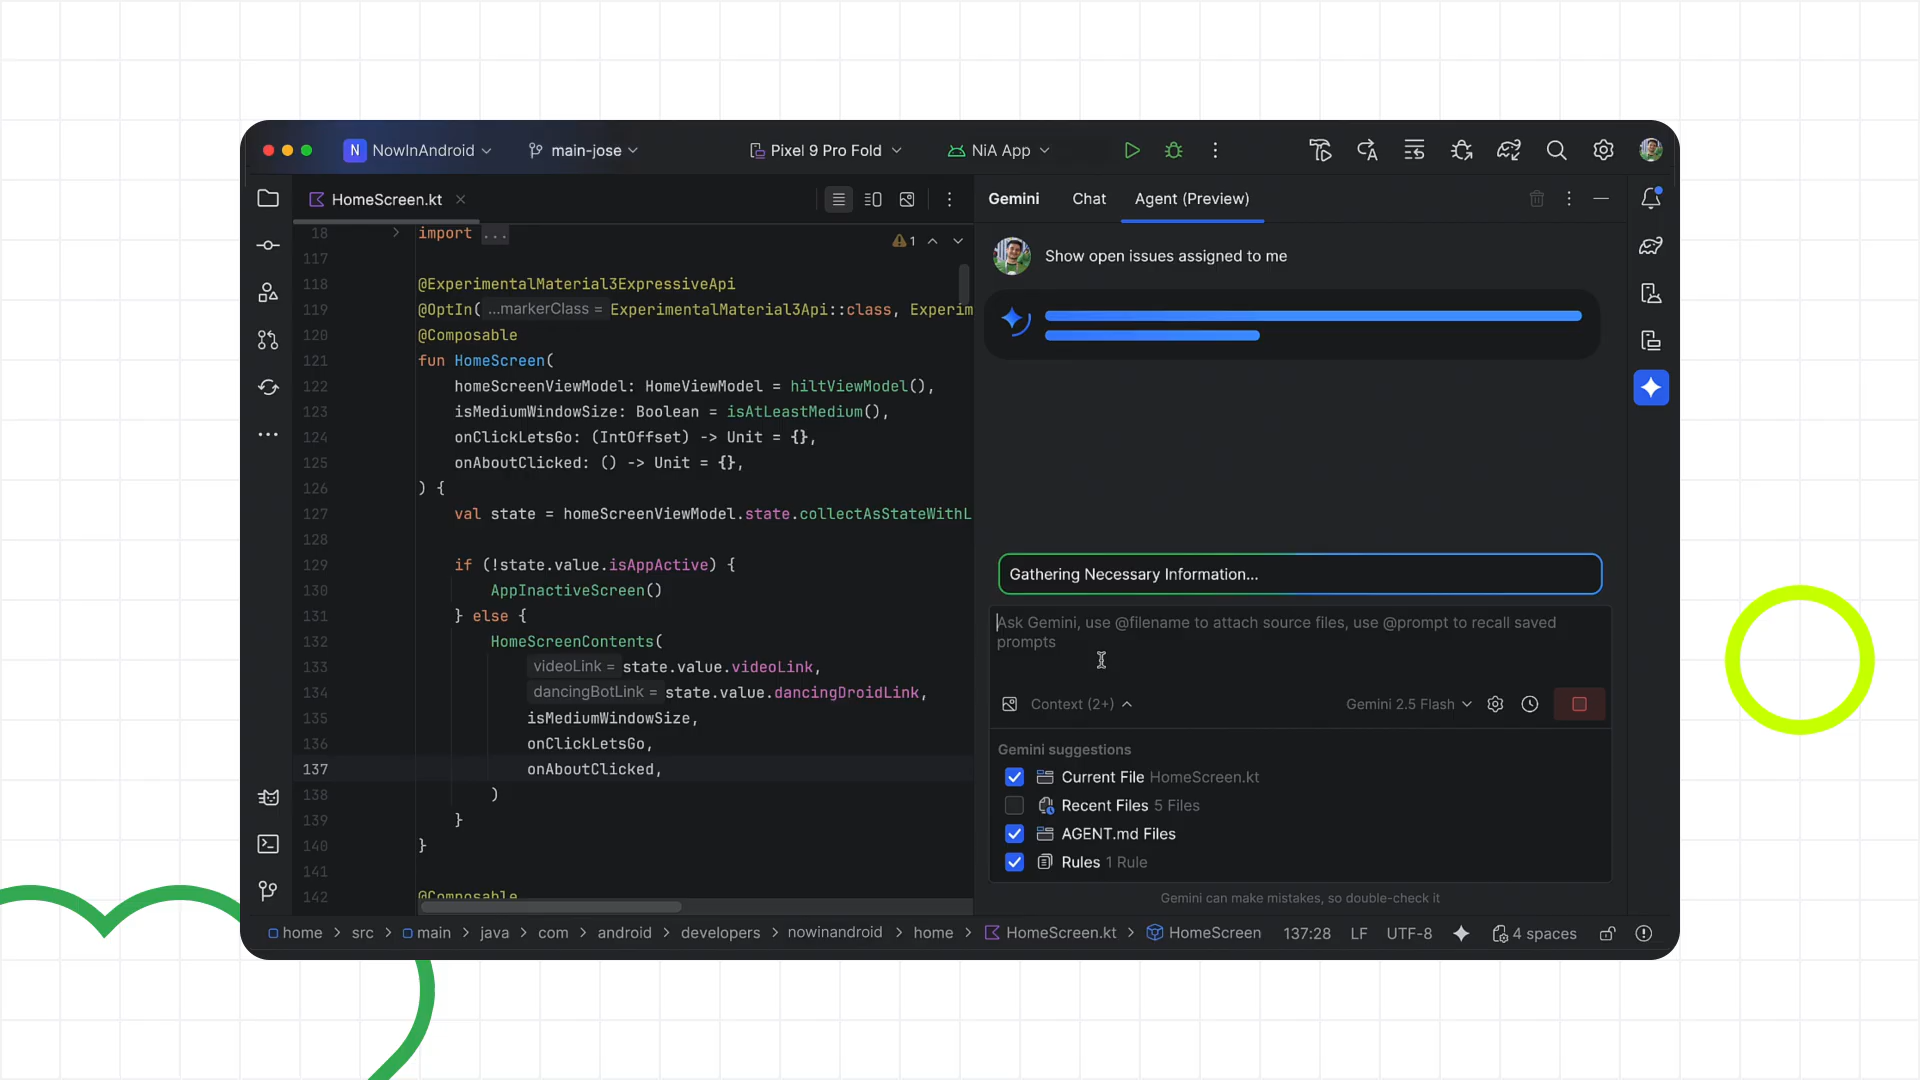 N NowInAndroid main-jose Pixel 9 Pro Fold NiA App
HomeScreen.kt
18 import ...
1
117
118 @ExperimentalMaterial3ExpressiveApi
119 @OptIn( ...markerClass = ExperimentalMaterial3Api::class, Experim
120 @Composable
121 fun HomeScreen(
122 homeScreenViewModel: HomeViewModel = hiltViewModel(),
123 isMediumWindowSize: Boolean = isAtLeastMedium(),
124 onClickLetsGo: (IntOffset) -> Unit = {},
125 onAboutClicked: () -> Unit = {},
126 ) {
127 val state = homeScreenViewModel.state.collectAsStateWithL
128
129 if (!state.value.isAppActive) {
130 AppInactiveScreen()
131 } else {
132 HomeScreenContents(
133 videoLink = state.value.videoLink,
134 dancingBotLink = state.value.dancingDroidLink,
135 isMediumWindowSize,
136 onClickLetsGo,
137 onAboutClicked,
138 )
139 }
140 }
141
142 @Composable
Gemini Chat Agent (Preview)
Show open issues assigned to me
Gathering Necessary Information...
Ask Gemini, use @filename to attach source files, use @prompt to recall saved
prompts
Context (2+) Gemini 2.5 Flash
Gemini suggestions
Current File HomeScreen.kt
Recent Files 5 Files
AGENT.md Files
Rules 1 Rule
Gemini can make mistakes, so double-check it
home > src > main > java > com > android > developers > nowinandroid > home > HomeScreen.kt > HomeScreen 137:28 LF UTF-8 4 spaces